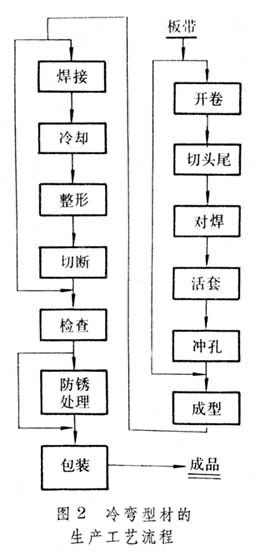 板带
开卷
切头尾
对焊
活套
冲孔
成型
焊接
冷却
整形
切断
检查
防锈
处理
包装
成品
图2 冷弯型材的
生产工艺流程